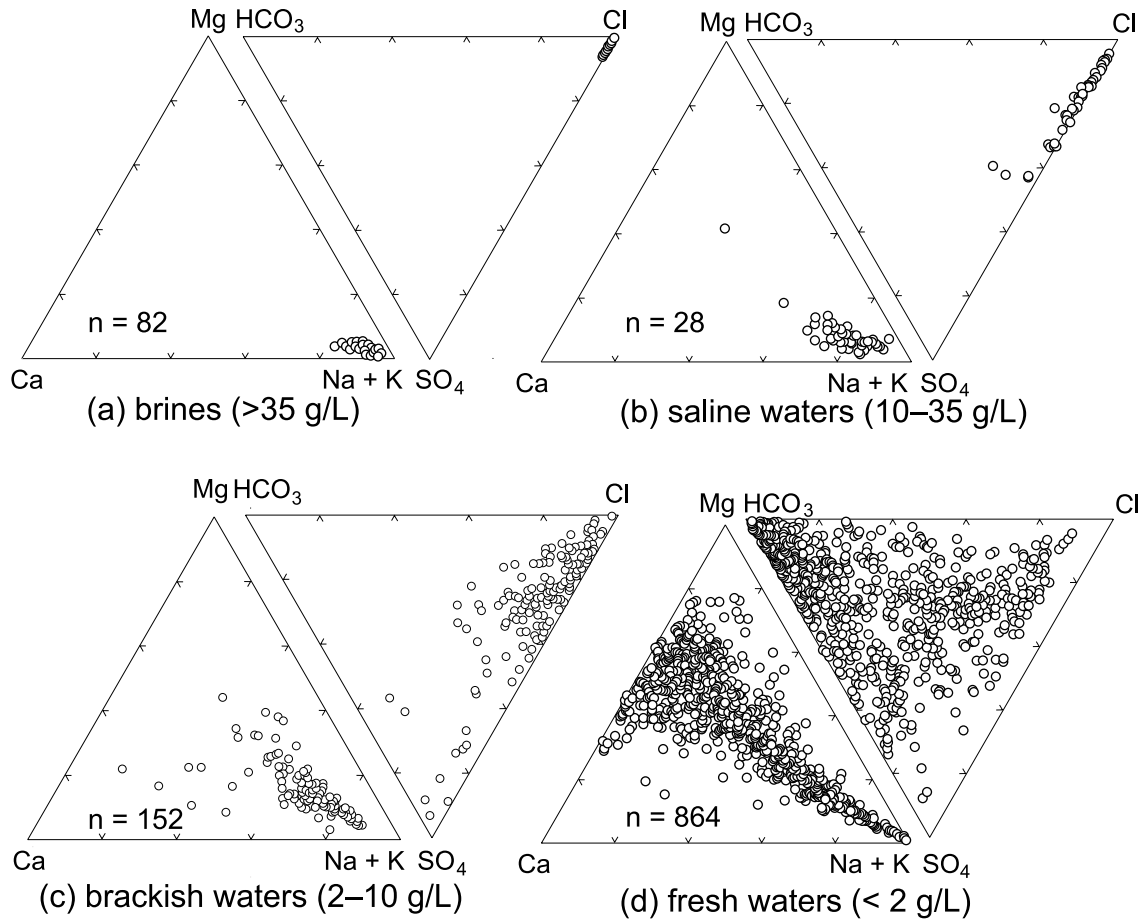 Mg HCO₃ Cl
n = 82
Ca Na + K SO₄
(a) brines (>35 g/L)
Mg HCO₃ Cl
n = 28
Ca Na + K SO₄
(b) saline waters (10–35 g/L)
Mg HCO₃ Cl
n = 152
Ca Na + K SO₄
(c) brackish waters (2–10 g/L)
Mg HCO₃ Cl
n = 864
Ca Na + K SO₄
(d) fresh waters (< 2 g/L)